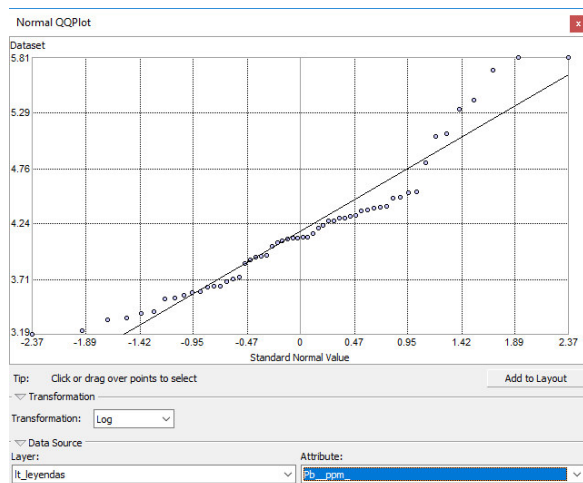 Normal QQPlot
x
Dataset
5.81
5.29
4.76
4.24
3.71
3.19
-2.37 -1.89 -1.42 -0.95 -0.47 0 0.47 0.95 1.42 1.89 2.37
Standard Normal Value
Tip: Click or drag over points to select
Add to Layout
Transformation
Transformation: Log
Data Source
Layer: Attribute:
lt_leyendas Pb__ppm_